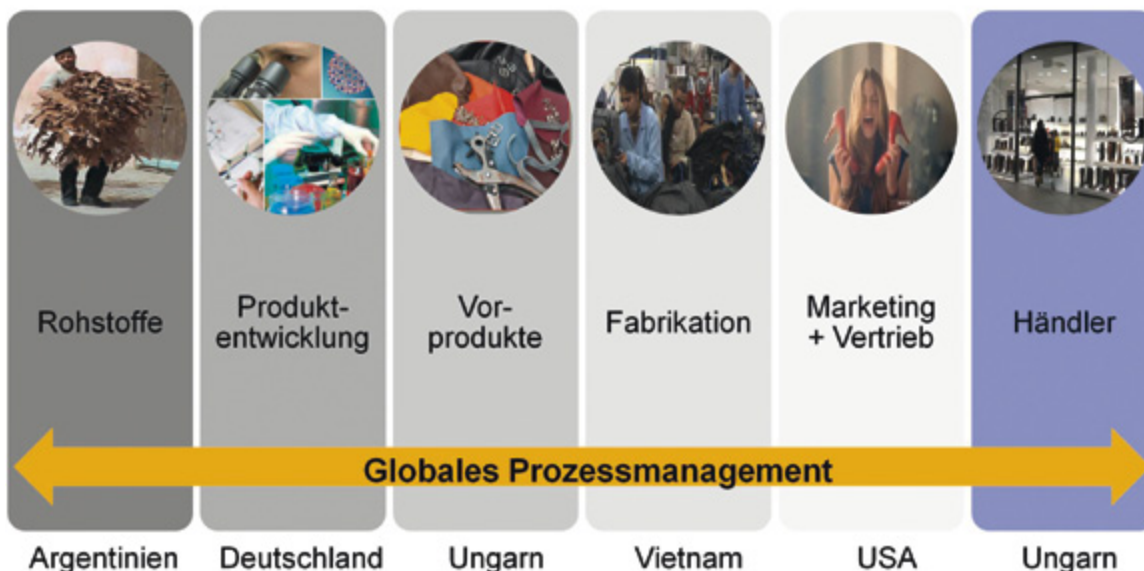 Rohstoffe
Produkt-
entwicklung
Vor-
produkte
Fabrikation
Marketing
+ Vertrieb
Händler
Globales Prozessmanagement
Argentinien
Deutschland
Ungarn
Vietnam
USA
Ungarn